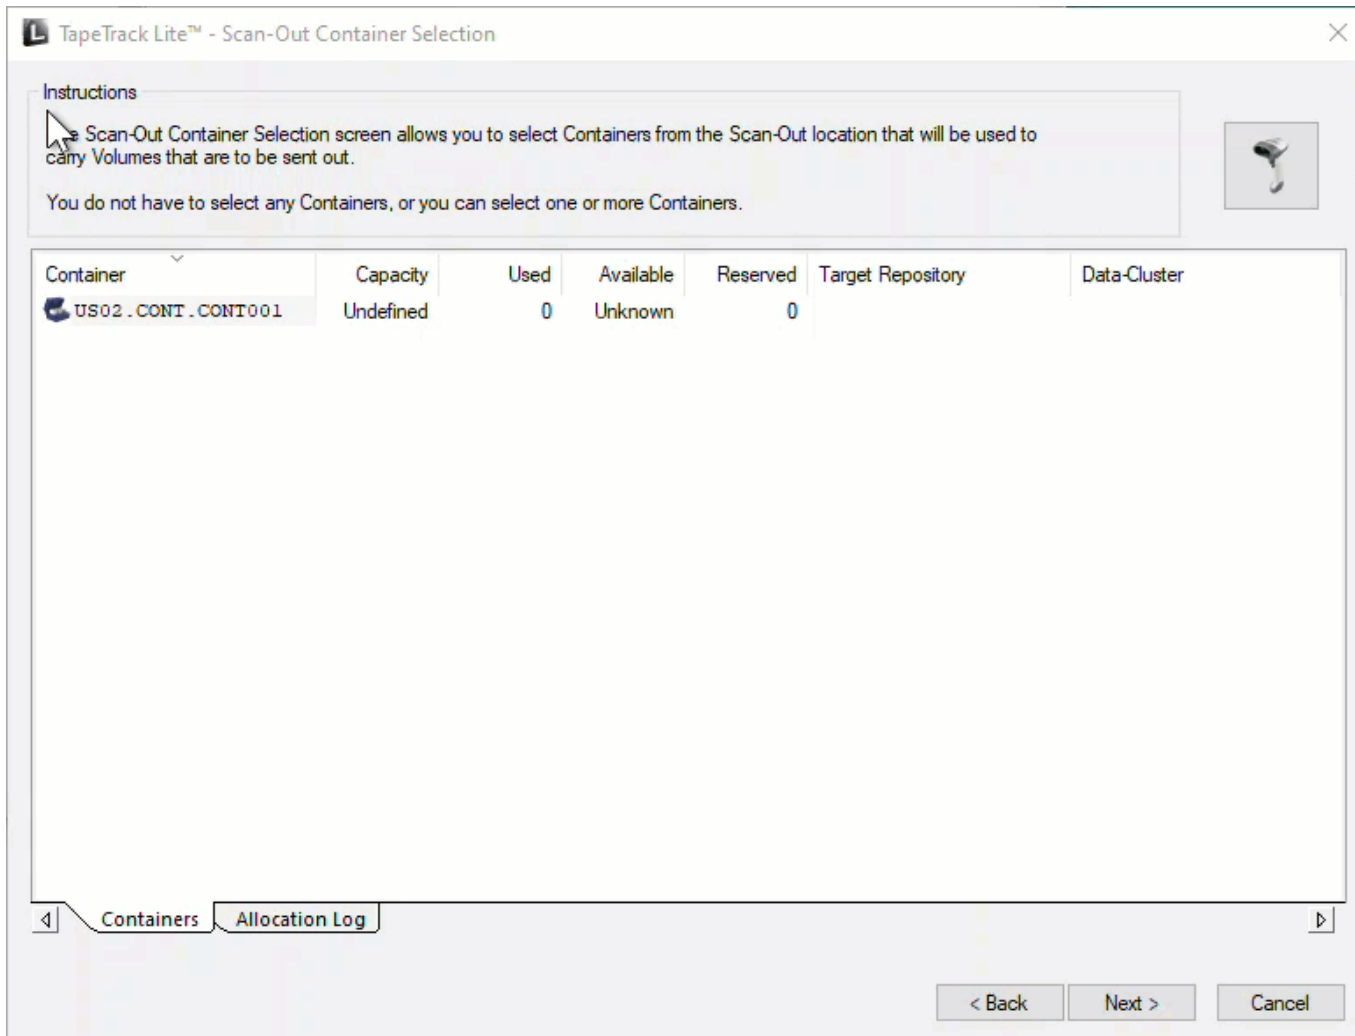 TapeTrack Lite™ - Scan-Out Container Selection
Instructions
Scan-Out Container Selection screen allows you to select Containers from the Scan-Out location that will be used to
carry Volumes that are to be sent out.
You do not have to select any Containers, or you can select one or more Containers.
Container Capacity Used Available Reserved Target Repository Data-Cluster
US02.CONT.CONT001 Undefined 0 Unknown 0
Containers Allocation Log
< Back Next > Cancel